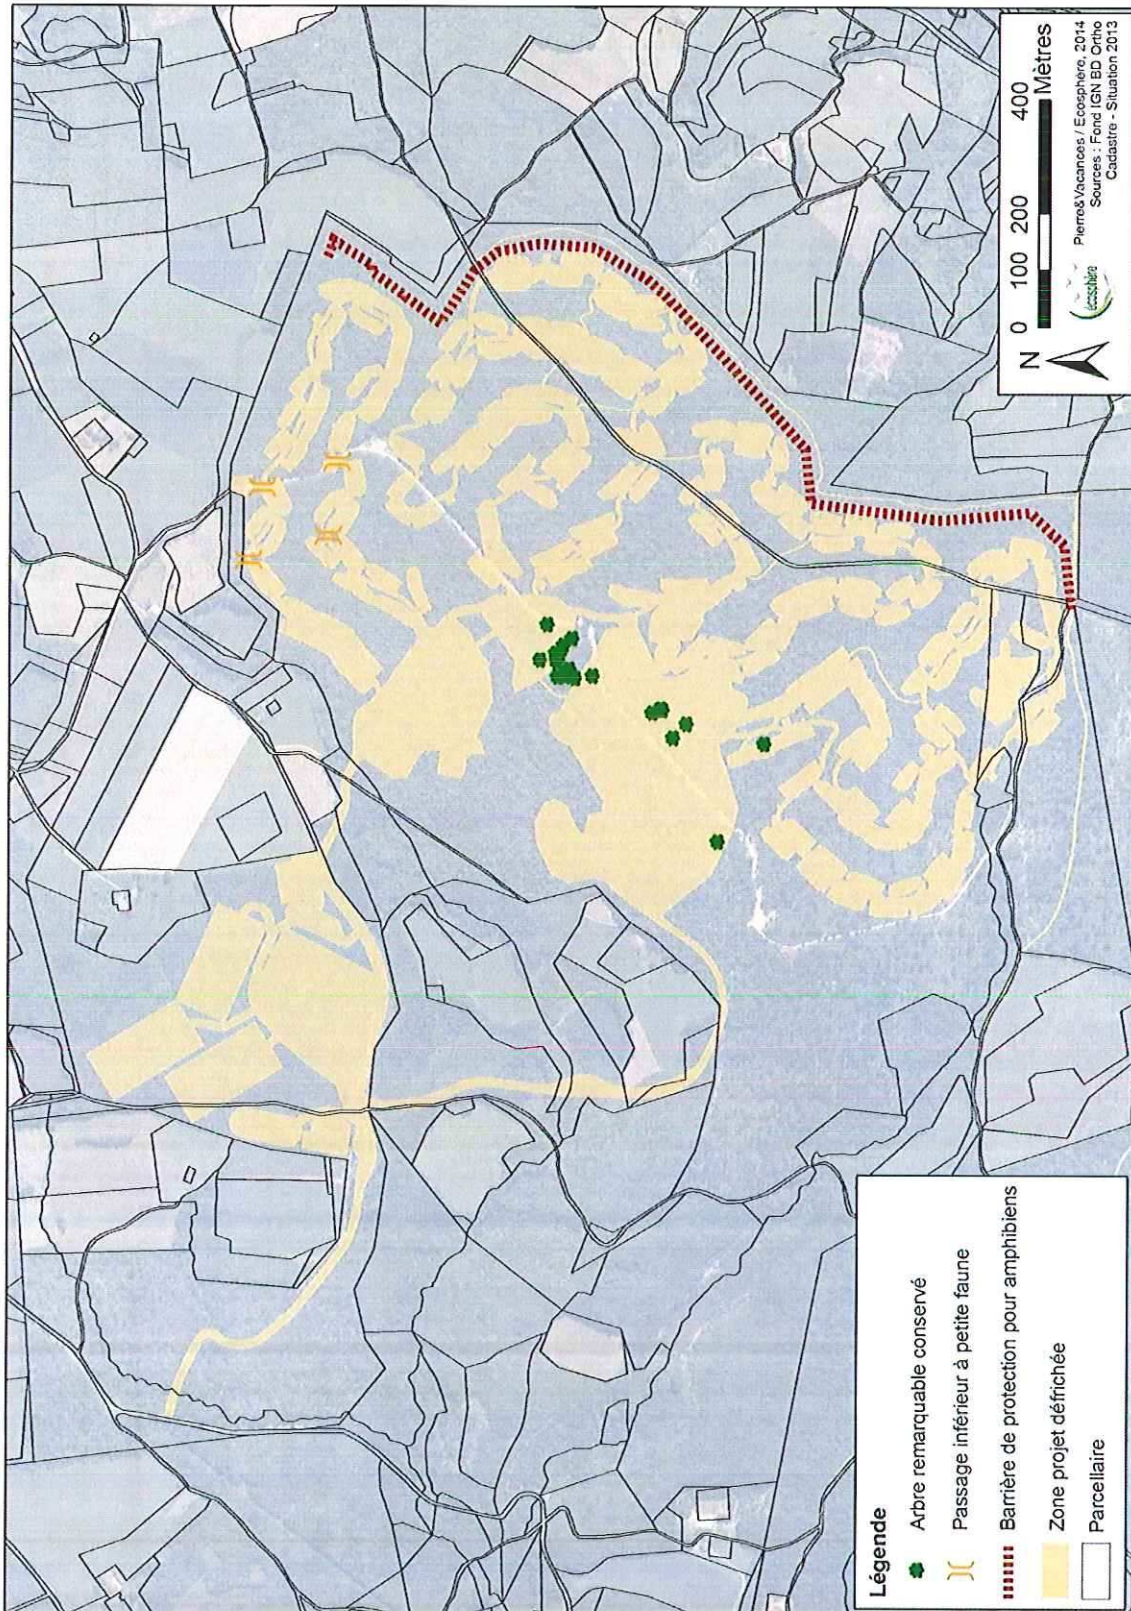 Légende
Arbre remarquable conservé
Passage inférieur à petite faune
Barrière de protection pour amphibiens
Zone projet défrichée
Parcellaire
N
0 100 200 400
Mètres
écosphère
Pierre&Vacances / Ecosphère, 2014
Sources : Fond IGN BD Ortho
Cadastre - Situation 2013